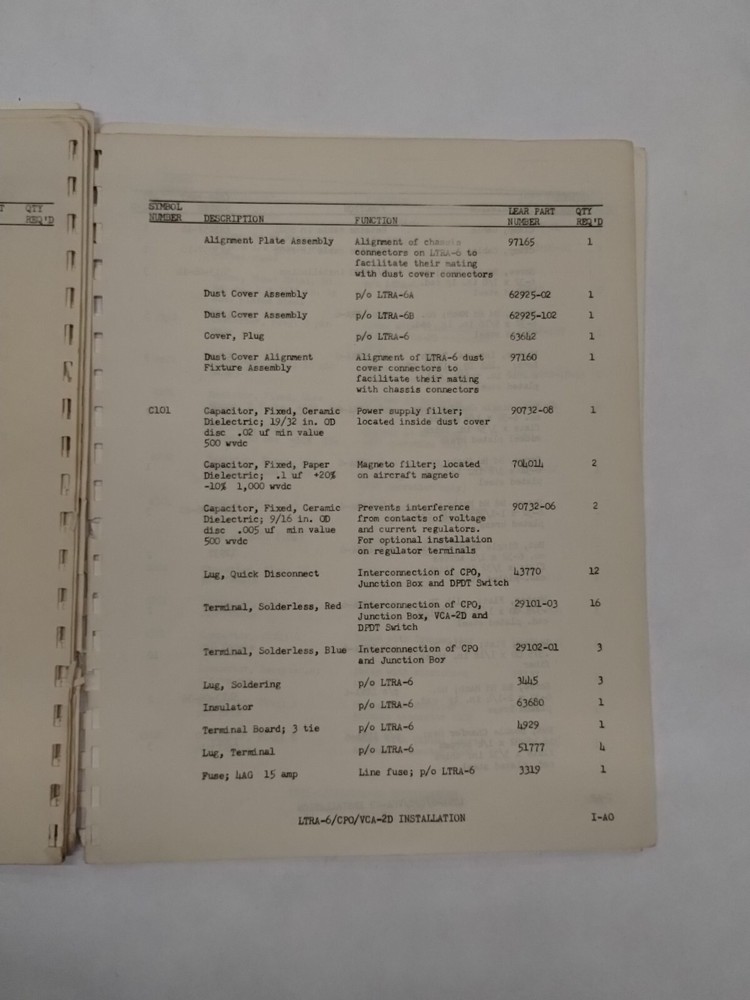 T QTY
REQ'D
SYMBOL LEAR PART QTY
NUMBER DESCRIPTION FUNCTION NUMBER REQ'D
Alignment Plate Assembly Alignment of chassis 97165 1
connectors on LTRA-6 to
facilitate their mating
with dust cover connectors
Dust Cover Assembly p/o LTRA-6A 62925-02 1
Dust Cover Assembly p/o LTRA-6B 62925-102 1
Cover, Plug p/o LTRA-6 63642 1
Dust Cover Alignment Alignment of LTRA-6 dust 97160 1
Fixture Assembly cover connectors to
facilitate their mating
with chassis connectors
C101 Capacitor, Fixed, Ceramic Power supply filter; 90732-08 1
Dielectric; 19/32 in. OD located inside dust cover
disc .02 uf min value
500 wvdc
Capacitor, Fixed, Paper Magneto filter; located 704014 2
Dielectric; .1 uf +20% on aircraft magneto
-10% 1,000 wvdc
Capacitor, Fixed, Ceramic Prevents interference 90732-06 2
Dielectric; 9/16 in. OD from contacts of voltage
disc .005 uf min value and current regulators.
500 wvdc For optional installation
on regulator terminals
Lug, Quick Disconnect Interconnection of CPO, 43770 12
Junction Box and DPDT Switch
Terminal, Solderless, Red Interconnection of CPO, 29101-03 16
Junction Box, VCA-2D and
DPDT Switch
Terminal, Solderless, Blue Interconnection of CPO 29102-01 3
and Junction Box
Lug, Soldering p/o LTRA-6 3445 3
Insulator p/o LTRA-6 63680 1
Terminal Board; 3 tie p/o LTRA-6 4929 1
Lug, Terminal p/o LTRA-6 51777 4
Fuse; 4AG 15 amp Line fuse; p/o LTRA-6 3319 1
LTRA-6/CPO/VCA-2D INSTALLATION I-AO